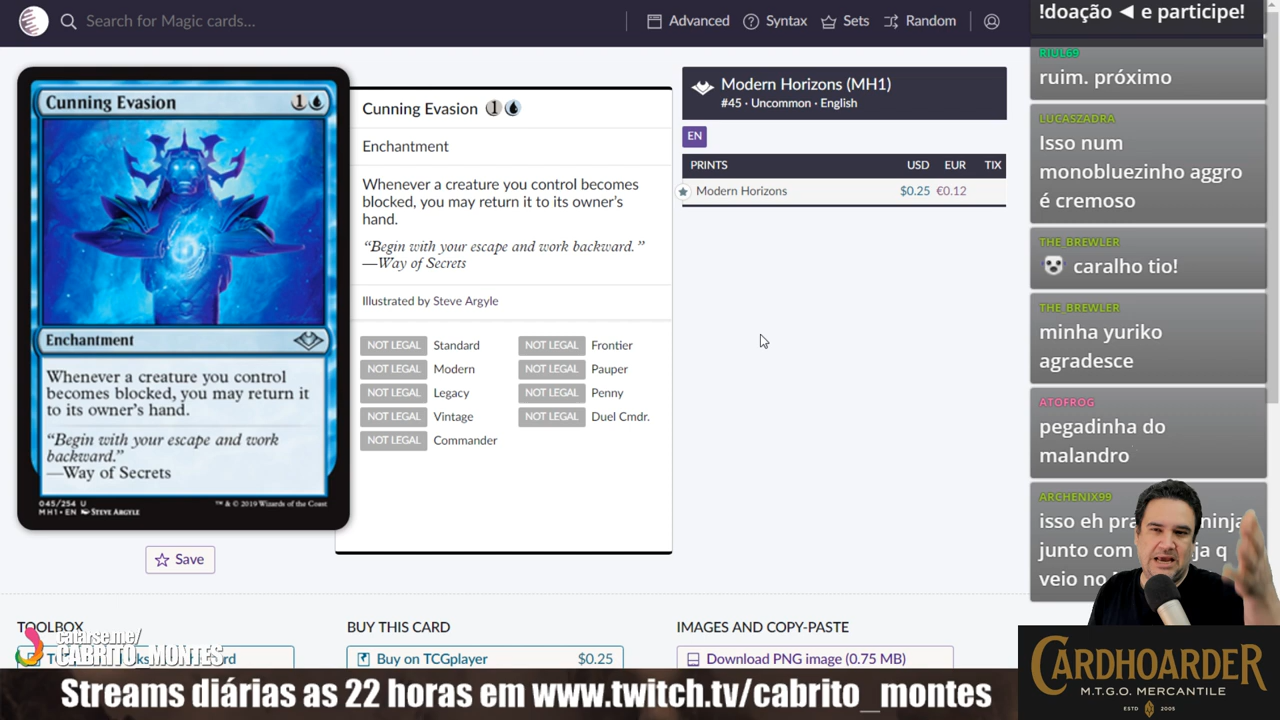 Search for Magic cards...
Advanced
Syntax
Sets
Random
Cunning Evasion 1
Enchantment
Whenever a creature you control
becomes blocked, you may return it
to its owner's hand.
"Begin with your escape and work
backward."
—Way of Secrets
045/254 U
MH1 • EN STEVE ARGYLE
™ & © 2019 Wizards of the Coast
Save
Cunning Evasion 1
Enchantment
Whenever a creature you control becomes
blocked, you may return it to its owner's
hand.
"Begin with your escape and work backward."
—Way of Secrets
Illustrated by Steve Argyle
NOT LEGAL Standard NOT LEGAL Frontier
NOT LEGAL Modern NOT LEGAL Pauper
NOT LEGAL Legacy NOT LEGAL Penny
NOT LEGAL Vintage NOT LEGAL Duel Cmdr.
NOT LEGAL Commander
Modern Horizons (MH1)
#45 · Uncommon · English
EN
PRINTS USD EUR TIX
Modern Horizons $0.25 €0.12
TOOLBOX
BUY THIS CARD
Buy on TCGplayer $0.25
IMAGES AND COPY-PASTE
Download PNG image (0.75 MB)
!doação ◄ e participe!
RIUL69
ruim. próximo
LUCASZADRA
Isso num
monobluezinho aggro
é cremoso
THE_BREWLER
caralho tio!
THE_BREWLER
minha yuriko
agradesce
ATOFROG
pegadinha do
malandro
ARCHENIX99
isso eh pra ninja
junto com q
veio no
catarse.me/
CABRITO_MONTES
Streams diárias as 22 horas em www.twitch.tv/cabrito_montes
CARDHOARDER
M.T.G.O. MERCANTILE
ESTD 2005